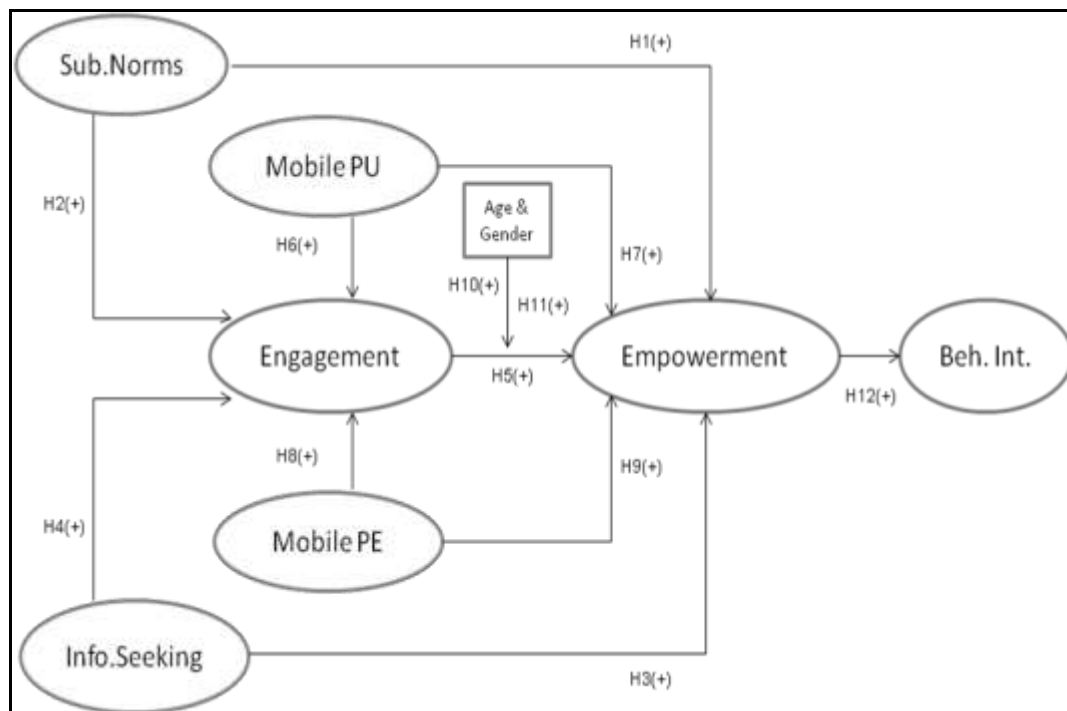 H1(+)
Sub.Norms
Mobile PU
H2(+)
Age &
Gender
H6(+)
H7(+)
H10(+)
H11(+)
Engagement
Empowerment
Beh. Int.
H5(+)
H12(+)
H8(+)
H9(+)
H4(+)
Mobile PE
Info.Seeking
H3(+)